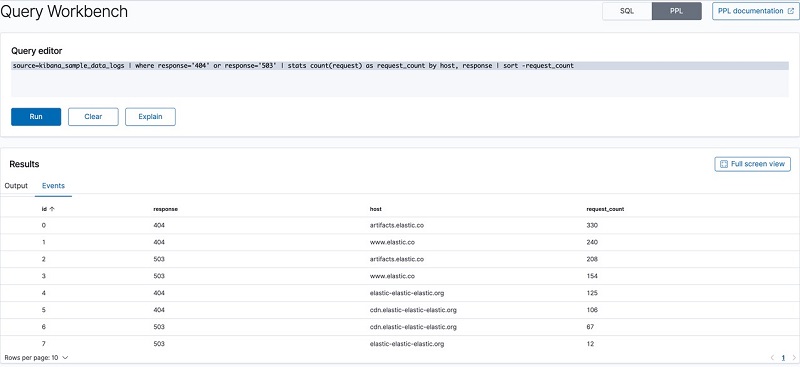 Query Workbench
SQL PPL PPL documentation
Query editor
source=kibana_sample_data_logs | where response='404' or response='503' | stats count(request) as request_count by host, response | sort -request_count
Run Clear Explain
Results Full screen view
Output Events
id response host request_count
0 404 artifacts.elastic.co 330
1 404 www.elastic.co 240
2 503 artifacts.elastic.co 208
3 503 www.elastic.co 154
4 404 elastic-elastic-elastic.org 125
5 404 cdn.elastic-elastic-elastic.org 106
6 503 cdn.elastic-elastic-elastic.org 67
7 503 elastic-elastic-elastic.org 12
Rows per page: 10 1